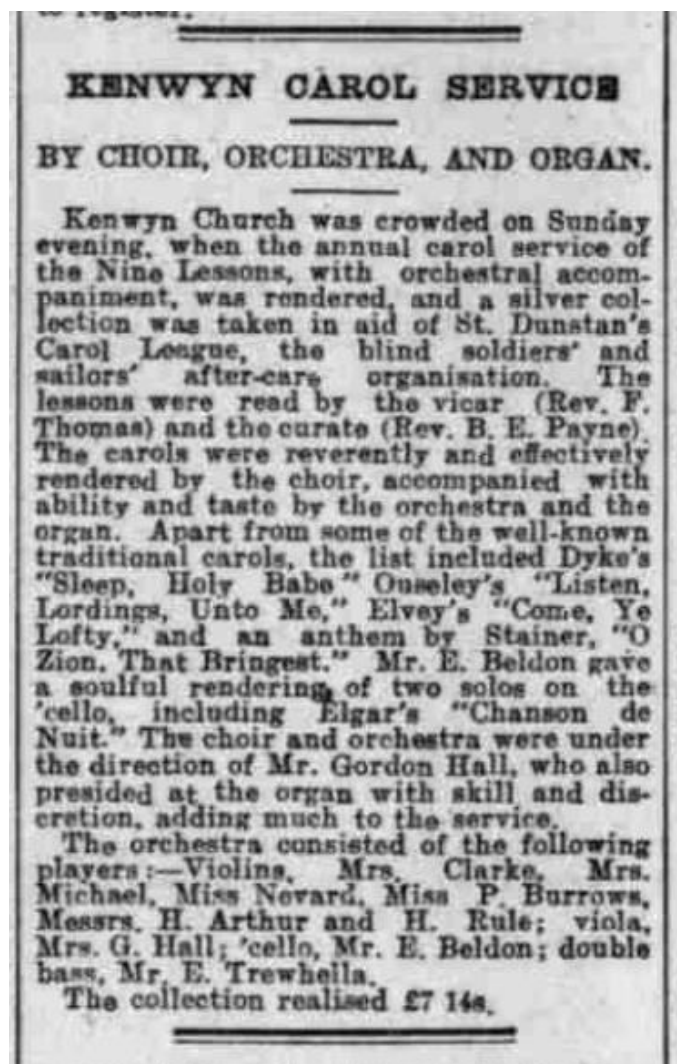 to register.
KENWYN CAROL SERVICE
BY CHOIR, ORCHESTRA, AND ORGAN.
Kenwyn Church was crowded on Sunday
evening, when the annual carol service of
the Nine Lessons, with orchestral accom-
paniment, was rendered, and a silver col-
lection was taken in aid of St. Dunstan's
Carol League, the blind soldiers' and
sailors' after-care organisation. The
lessons were read by the vicar (Rev. F.
Thomas) and the curate (Rev. B. E. Payne).
The carols were reverently and effectively
rendered by the choir, accompanied with
ability and taste by the orchestra and the
organ. Apart from some of the well-known
traditional carols, the list included Dyke's
"Sleep, Holy Babe" Ouseley's "Listen,
Lordings, Unto Me," Elvey's "Come, Ye
Lofty," and an anthem by Stainer, "O
Zion, That Bringest." Mr. E. Beldon gave
a soulful rendering of two solos on the
'cello, including Elgar's "Chanson de
Nuit." The choir and orchestra were under
the direction of Mr. Gordon Hall, who also
presided at the organ with skill and dis-
cretion, adding much to the service.
The orchestra consisted of the following
players:—Violins, Mrs. Clarke, Mrs.
Michael, Miss Nevard, Miss P. Burrows,
Messrs. H. Arthur and H. Rule; viola,
Mrs. G. Hall; 'cello, Mr. E. Beldon; double
bass, Mr. E. Trewhella.
The collection realised £7 14s.